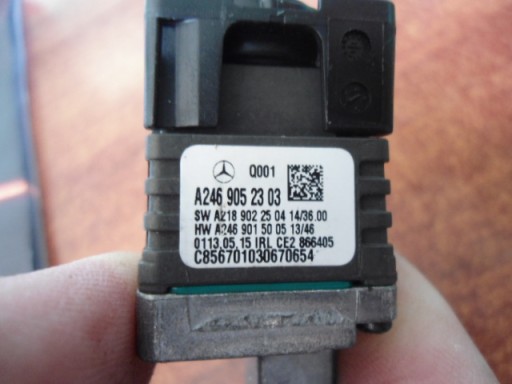 Q001
A246 905 23 03
SW A218 902 25 04 14/36.00
HW A246 901 50 05 13/46
0113.05.15 IRL CE2 866405
C856701030670654